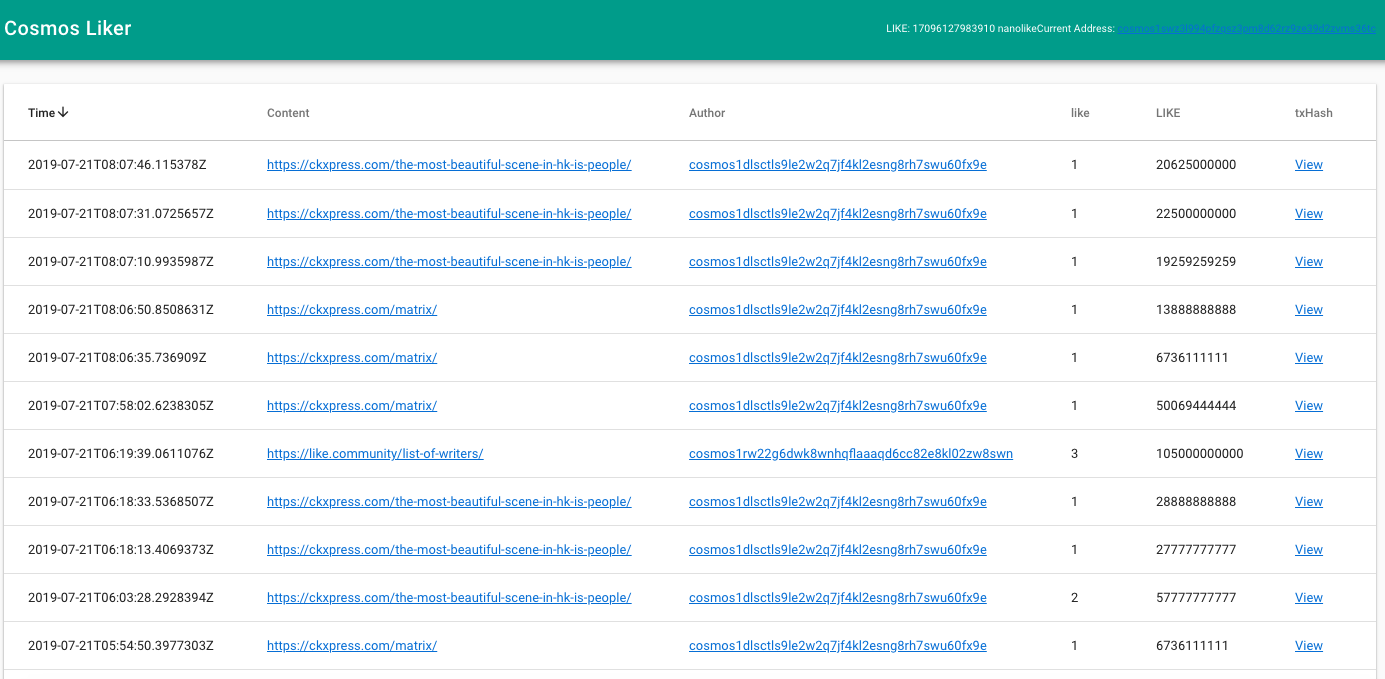 Cosmos Liker
LIKE: 17096127983910 nanolikeCurrent Address:
Time Content Author like LIKE txHash
2019-07-21T08:07:46.115378Z https://ckxpress.com/the-most-beautiful-scene-in-hk-is-people/ cosmos1dlsctls9le2w2q7jf4kl2esng8rh7swu60fx9e 1 20625000000 View
2019-07-21T08:07:31.0725657Z https://ckxpress.com/the-most-beautiful-scene-in-hk-is-people/ cosmos1dlsctls9le2w2q7jf4kl2esng8rh7swu60fx9e 1 22500000000 View
2019-07-21T08:07:10.9935987Z https://ckxpress.com/the-most-beautiful-scene-in-hk-is-people/ cosmos1dlsctls9le2w2q7jf4kl2esng8rh7swu60fx9e 1 19259259259 View
2019-07-21T08:06:50.8508631Z https://ckxpress.com/matrix/ cosmos1dlsctls9le2w2q7jf4kl2esng8rh7swu60fx9e 1 13888888888 View
2019-07-21T08:06:35.736909Z https://ckxpress.com/matrix/ cosmos1dlsctls9le2w2q7jf4kl2esng8rh7swu60fx9e 1 6736111111 View
2019-07-21T07:58:02.6238305Z https://ckxpress.com/matrix/ cosmos1dlsctls9le2w2q7jf4kl2esng8rh7swu60fx9e 1 50069444444 View
2019-07-21T06:19:39.0611076Z https://like.community/list-of-writers/ cosmos1rw22g6dwk8wnhqflaaaqd6cc82e8kl02zw8swn 3 105000000000 View
2019-07-21T06:18:33.5368507Z https://ckxpress.com/the-most-beautiful-scene-in-hk-is-people/ cosmos1dlsctls9le2w2q7jf4kl2esng8rh7swu60fx9e 1 28888888888 View
2019-07-21T06:18:13.4069373Z https://ckxpress.com/the-most-beautiful-scene-in-hk-is-people/ cosmos1dlsctls9le2w2q7jf4kl2esng8rh7swu60fx9e 1 27777777777 View
2019-07-21T06:03:28.2928394Z https://ckxpress.com/the-most-beautiful-scene-in-hk-is-people/ cosmos1dlsctls9le2w2q7jf4kl2esng8rh7swu60fx9e 2 57777777777 View
2019-07-21T05:54:50.3977303Z https://ckxpress.com/matrix/ cosmos1dlsctls9le2w2q7jf4kl2esng8rh7swu60fx9e 1 6736111111 View